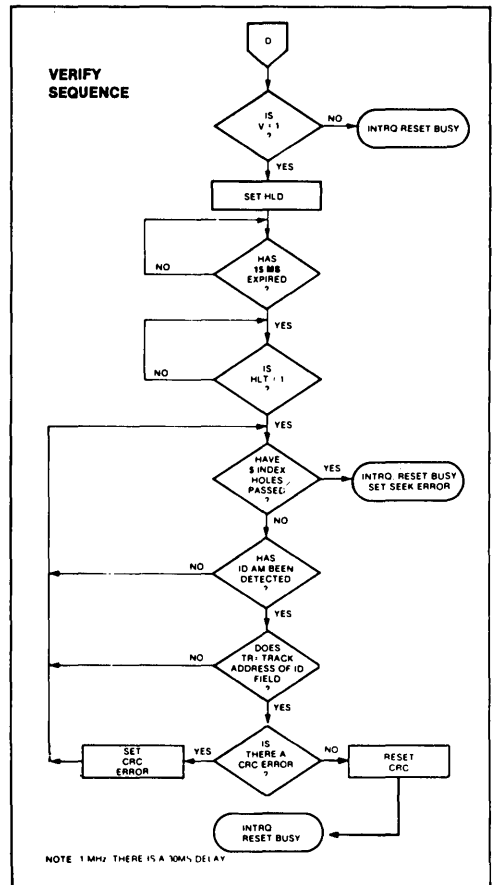 D
VERIFY
SEQUENCE
IS
V = 1
?
NO
INTRQ RESET BUSY
YES
SET HLD
HAS
15 MS
EXPIRED
?
NO
YES
IS
HLT = 1
?
NO
YES
HAVE
5 INDEX
HOLES
PASSED
?
YES
INTRQ RESET BUSY
SET SEEK ERROR
NO
HAS
ID AM BEEN
DETECTED
?
NO
YES
DOES
TR = TRACK
ADDRESS OF ID
FIELD
?
NO
YES
IS
THERE A
CRC ERROR
?
YES
SET
CRC
ERROR
NO
RESET
CRC
INTRQ
RESET BUSY
NOTE 1 MHz THERE IS A 30MS DELAY